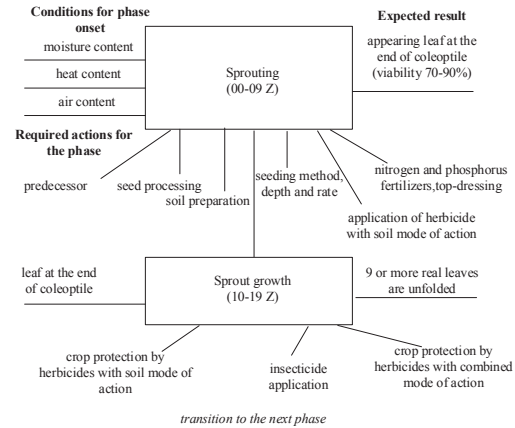 Conditions for phase
onset
moisture content
heat content
air content
Sprouting
(00-09 Z)
Expected result
appearing leaf at the
end of coleoptile
(viability 70-90%)
Required actions for
the phase
predecessor
seed processing
soil preparation
seeding method,
depth and rate
nitrogen and phosphorus
fertilizers,top-dressing
application of herbicide
with soil mode of action
leaf at the end
of coleoptile
Sprout growth
(10-19 Z)
9 or more real leaves
are unfolded
crop protection by
herbicides with soil mode of
action
insecticide
application
crop protection by
herbicides with combined
mode of action
transition to the next phase